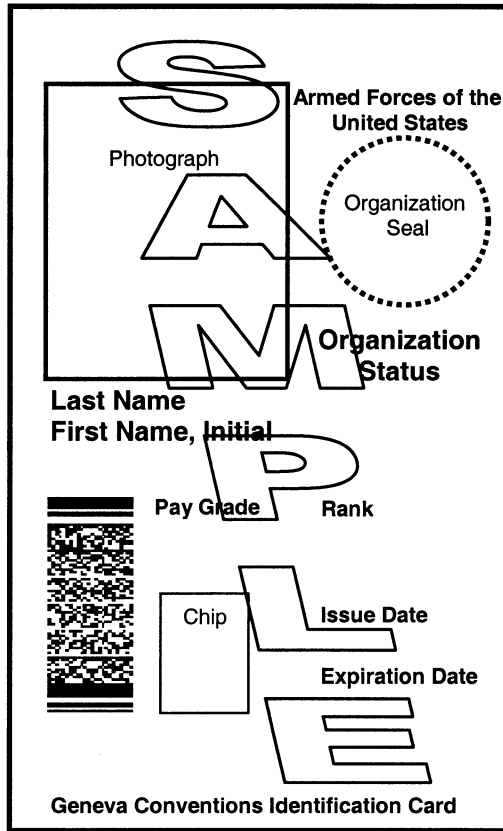 SAMPLE
Armed Forces of the
United States
Photograph
Organization
Seal
Organization
Status
Last Name
First Name, Initial
Pay Grade
Rank
Chip
Issue Date
Expiration Date
Geneva Conventions Identification Card